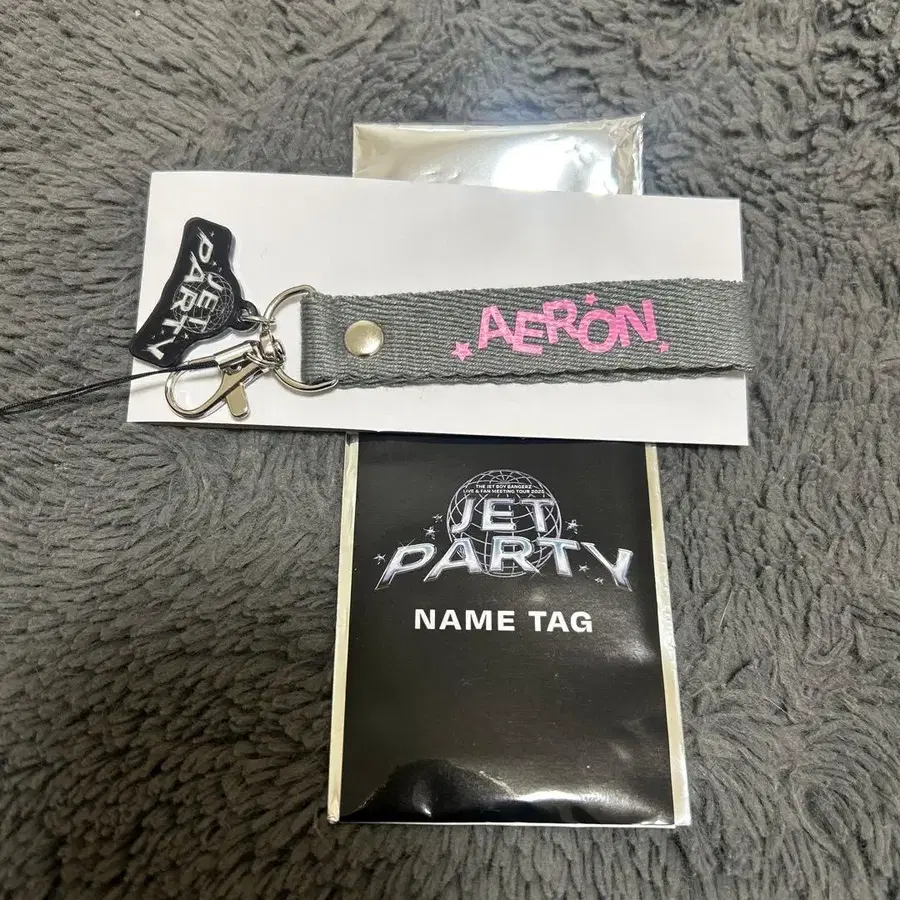 JET
PARTY
AERON
THE JET BOY BANGERZ
LIVE & FAN MEETING TOUR 2025
JET
PARTY
NAME TAG